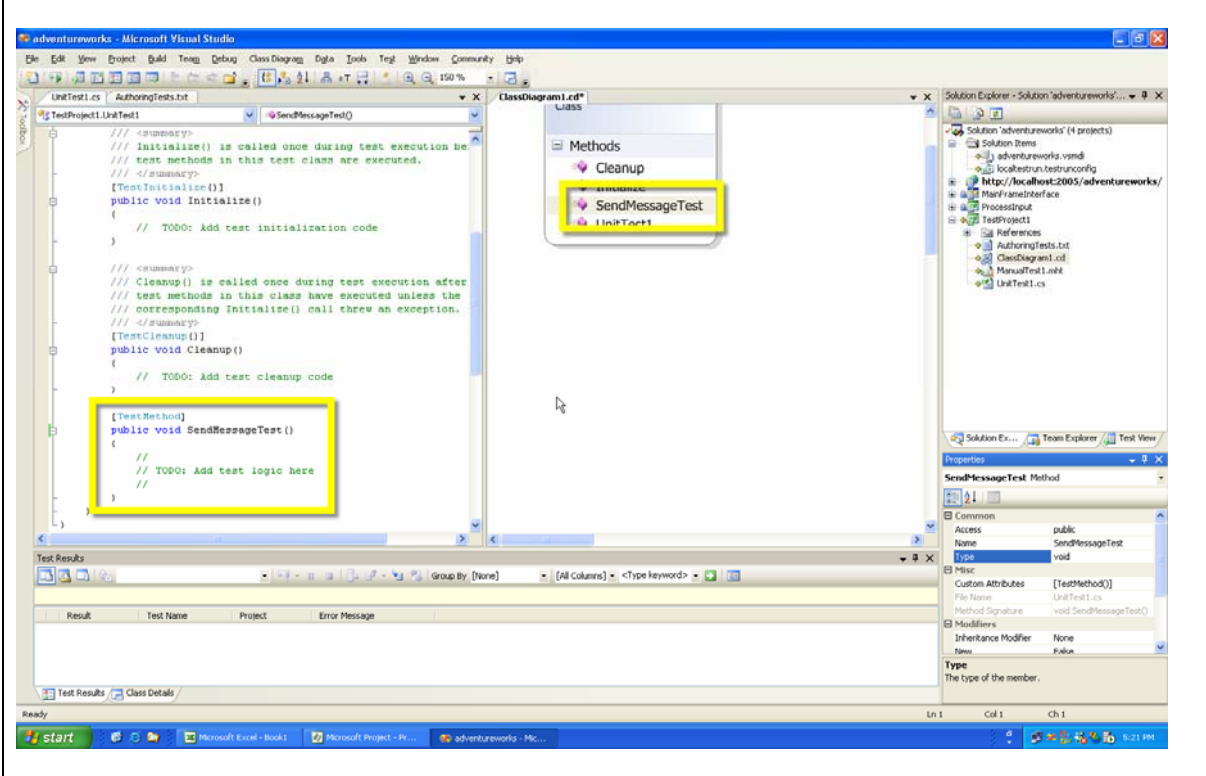 adventureworks - Microsoft Visual Studio
File Edit View Project Build Team Debug Class Diagram Data Tools Test Window Community Help
150 %
UnitTest1.cs AuthoringTests.txt
TestProject1.UnitTest1 SendMessageTest()
Toolbox
/// <summary>
/// Initialize() is called once during test execution be
/// test methods in this test class are executed.
/// </summary>
[TestInitialize()]
public void Initialize()
{
// TODO: Add test initialization code
}
/// <summary>
/// Cleanup() is called once during test execution after
/// test methods in this class have executed unless the
/// corresponding Initialize() call threw an exception.
/// </summary>
[TestCleanup()]
public void Cleanup()
{
// TODO: Add test cleanup code
}
[TestMethod]
public void SendMessageTest()
{
//
// TODO: Add test logic here
//
}
}
}
ClassDiagram1.cd*
Class
Methods
Cleanup
Initialize
SendMessageTest
UnitTest1
Solution Explorer - Solution 'adventureworks'...
Solution 'adventureworks' (4 projects)
Solution Items
adventureworks.vsmdi
localtestrun.testrunconfig
http://localhost:2005/adventureworks/
MainFrameInterface
ProcessInput
TestProject1
References
AuthoringTests.txt
ClassDiagram1.cd
ManualTest1.mht
UnitTest1.cs
Solution Ex... Team Explorer Test View
Properties
SendMessageTest Method
Common
Access public
Name SendMessageTest
Type void
Misc
Custom Attributes [TestMethod()]
File Name UnitTest1.cs
Method Signature void SendMessageTest()
Modifiers
Inheritance Modifier None
New False
Type
The type of the member.
Test Results
Group By [None] [All Columns] <Type keyword>
Result Test Name Project Error Message
Test Results Class Details
Ready Ln 1 Col 1 Ch 1
start Microsoft Excel - Book1 Microsoft Project - Pr... adventureworks - Mic... 5:21 PM